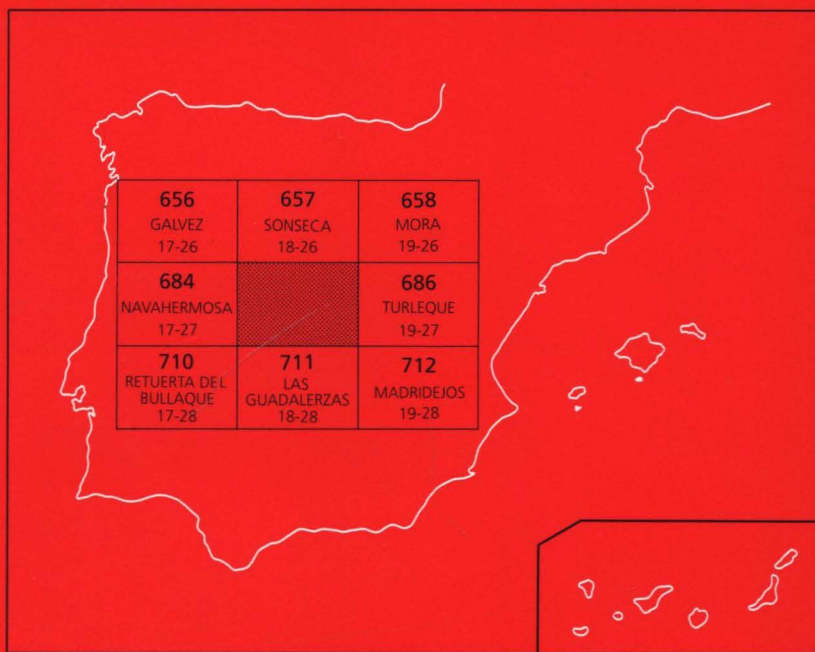 656
GALVEZ
17-26
657
SONSECA
18-26
658
MORA
19-26
684
NAVAHERMOSA
17-27
686
TURLEQUE
19-27
710
RETUERTA DEL
BULLAQUE
17-28
711
LAS
GUADALERZAS
18-28
712
MADRIDEJOS
19-28